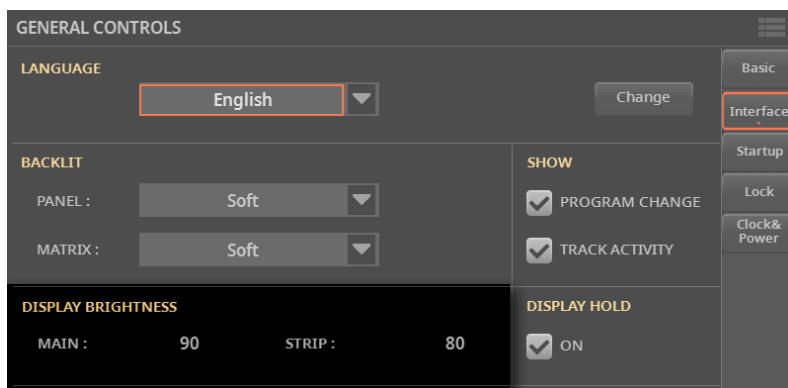 GENERAL CONTROLS
LANGUAGE
English
Change
BACKLIT
PANEL :
Soft
MATRIX :
Soft
SHOW
PROGRAM CHANGE
TRACK ACTIVITY
DISPLAY BRIGHTNESS
MAIN : 90 STRIP : 80
DISPLAY HOLD
ON
Basic
Interface
Startup
Lock
Clock&
Power